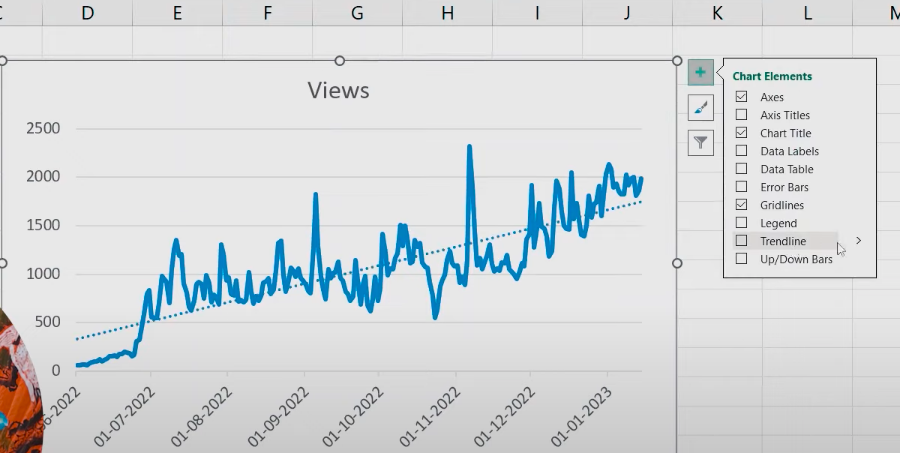 D E F G H I J K L
Views
2500
2000
1500
1000
500
0
6-2022 01-07-2022 01-08-2022 01-09-2022 01-10-2022 01-11-2022 01-12-2022 01-01-2023
Chart Elements
Axes
Axis Titles
Chart Title
Data Labels
Data Table
Error Bars
Gridlines
Legend
Trendline
Up/Down Bars